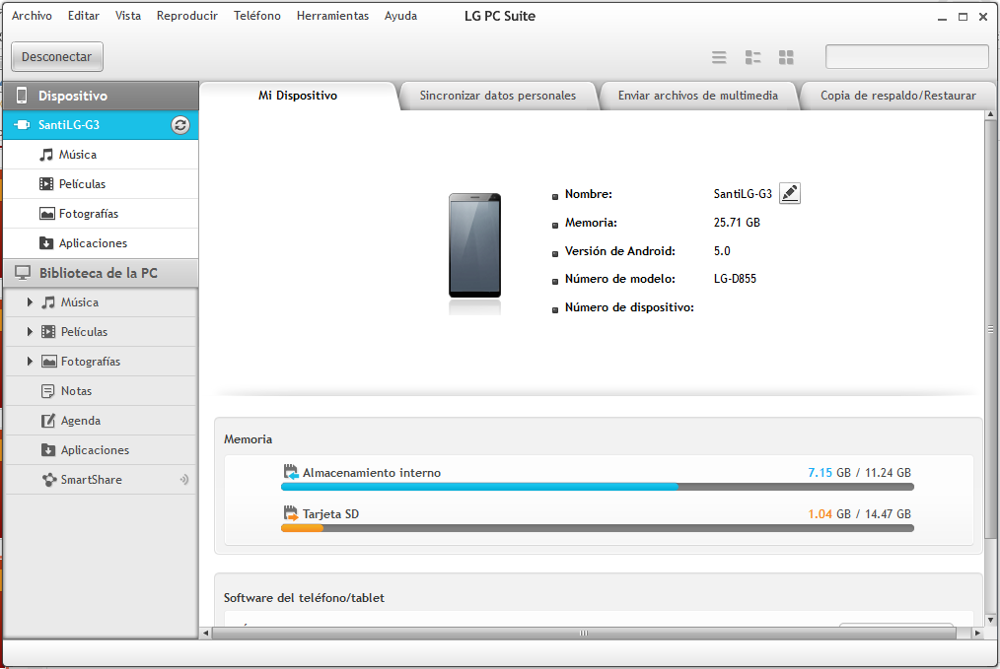 Archivo Editar Vista Reproducir Teléfono Herramientas Ayuda LG PC Suite
Desconectar
Dispositivo
SantiLG-G3
Música
Películas
Fotografías
Aplicaciones
Biblioteca de la PC
Música
Películas
Fotografías
Notas
Agenda
Aplicaciones
SmartShare
Mi Dispositivo Sincronizar datos personales Enviar archivos de multimedia Copia de respaldo/Restaurar
Nombre: SantiLG-G3
Memoria: 25.71 GB
Versión de Android: 5.0
Número de modelo: LG-D855
Número de dispositivo:
Memoria
Almacenamiento interno 7.15 GB / 11.24 GB
Tarjeta SD 1.04 GB / 14.47 GB
Software del teléfono/tablet